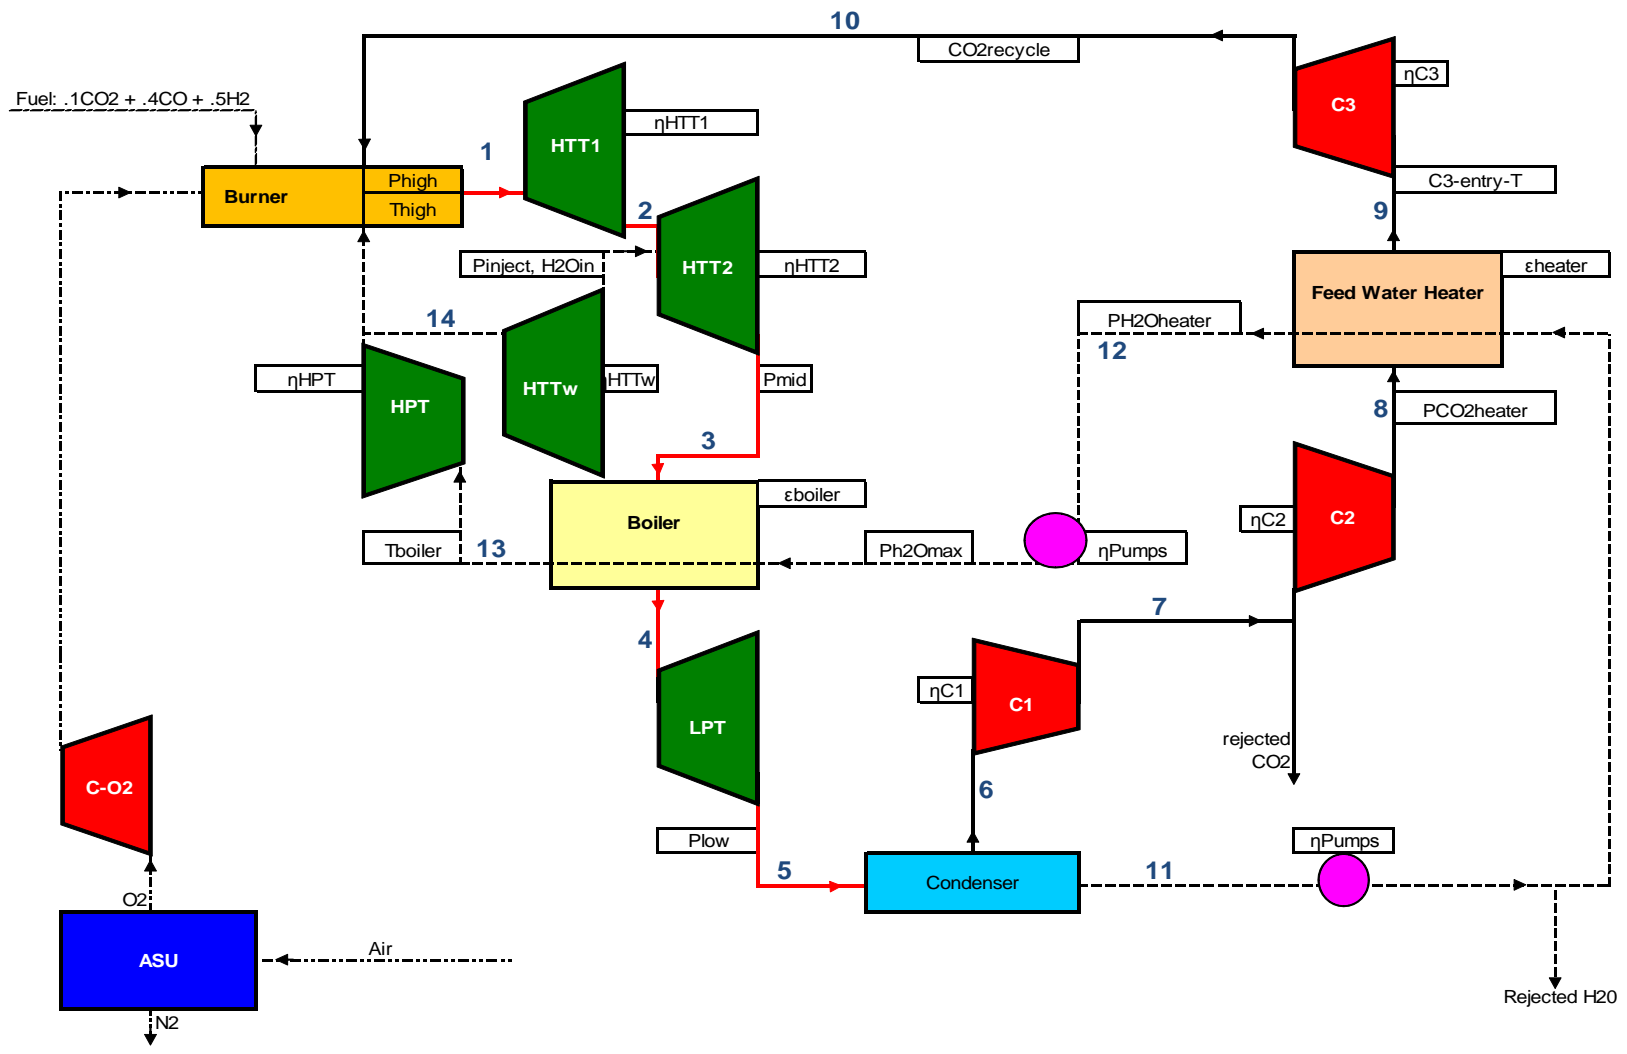 10
CO2recycle
ηC3
C3
Fuel: .1CO2 + .4CO + .5H2
ηHTT1
HTT1
1
Phigh
C3-entry-T
Burner
Thigh
9
2
Pinject, H2Oin
HTT2
ηHTT2
εheater
Feed Water Heater
14
PH2Oheater
12
ηHPT
HTTw
ηHTTw
Pmid
HPT
8
PCO2heater
3
εboiler
Boiler
ηC2
C2
Tboiler
13
Ph2Omax
ηPumps
7
4
ηC1
C1
LPT
rejected
CO2
C-O2
6
Plow
ηPumps
5
Condenser
11
O2
ASU
Air
Rejected H20
N2